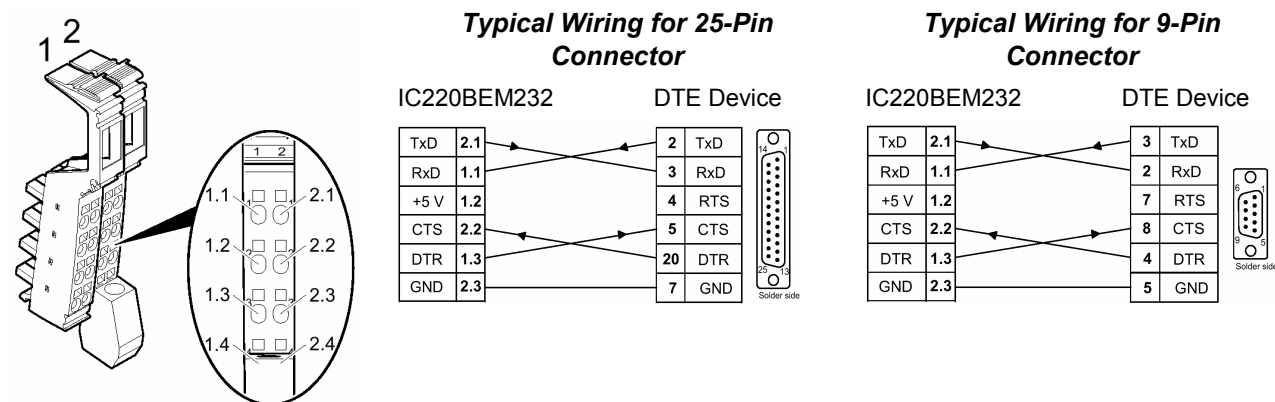 1 2
1 2
1.1 2.1
1.2 2.2
1.3 2.3
1.4 2.4
Typical Wiring for 25-Pin
Connector
IC220BEM232 DTE Device
TxD 2.1 2 TxD
RxD 1.1 3 RxD
+5 V 1.2 4 RTS
CTS 2.2 5 CTS
DTR 1.3 20 DTR
GND 2.3 7 GND
14 1
25 13
Solder side
Typical Wiring for 9-Pin
Connector
IC220BEM232 DTE Device
TxD 2.1 3 TxD
RxD 1.1 2 RxD
+5 V 1.2 7 RTS
CTS 2.2 8 CTS
DTR 1.3 4 DTR
GND 2.3 5 GND
6 1
9 5
Solder side